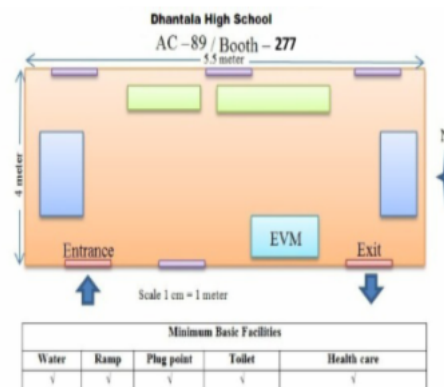 Dhantala High School
AC -89 / Booth - 277
5.5 meter
4 meter
N
EVM
Entrance
Exit
Scale 1 cm = 1 meter
Minimum Basic Facilities
Water Ramp Plug point Toilet Health care
√ √ √ √ √